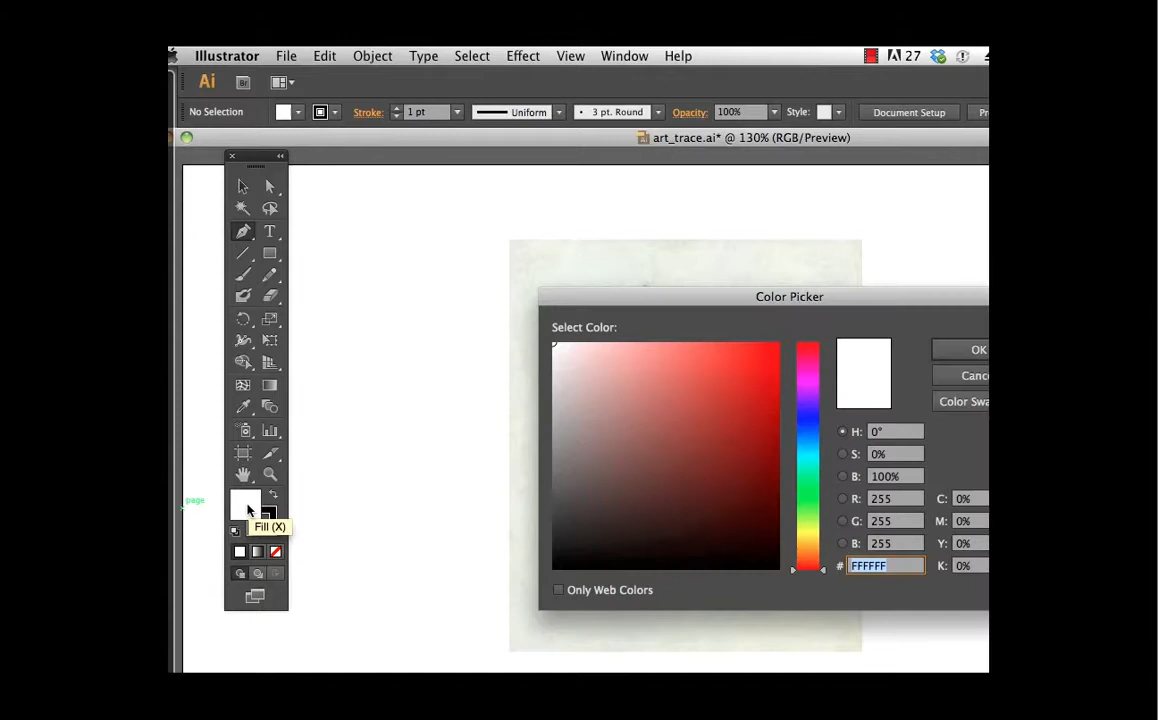 Illustrator File Edit Object Type Select Effect View Window Help 27
Ai Br
No Selection Stroke: 1 pt Uniform 3 pt. Round Opacity: 100% Style: Document Setup Pr
art_trace.ai* @ 130% (RGB/Preview)
T
Color Picker
Select Color:
OK
Canc
Color Swa
H: 0°
S: 0%
B: 100%
R: 255 C: 0%
page
G: 255 M: 0%
Fill (X)
B: 255 Y: 0%
# FFFFFF K: 0%
Only Web Colors